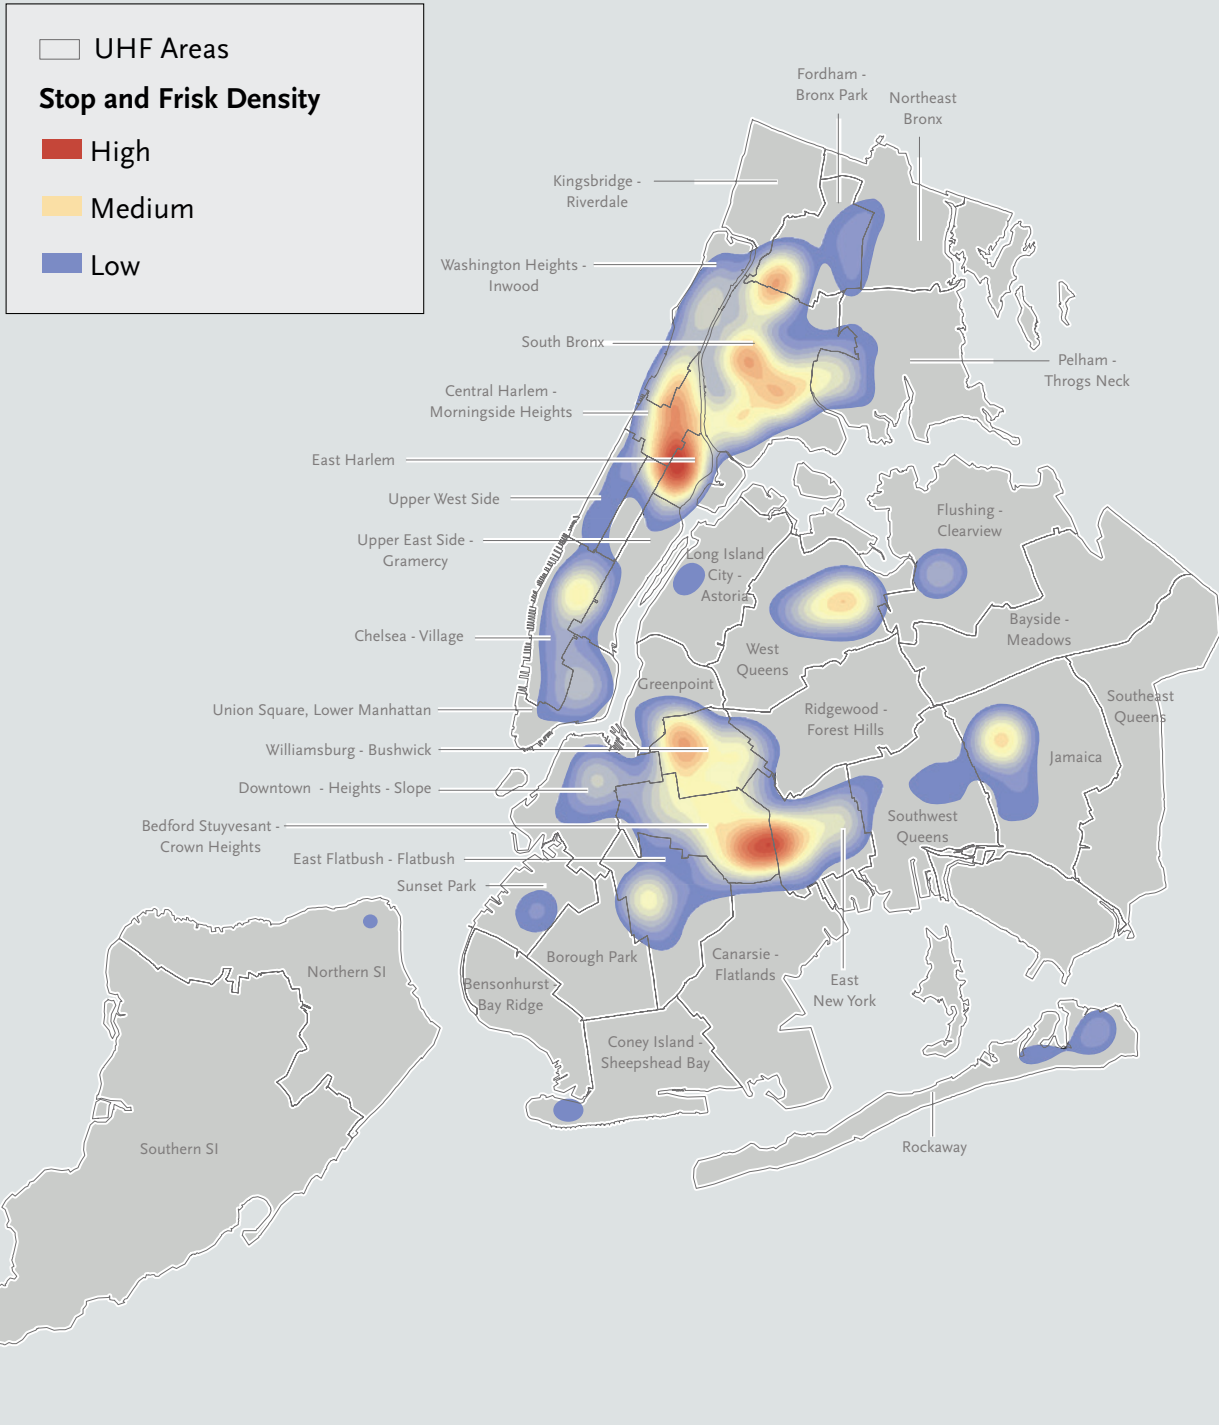 UHF Areas
Stop and Frisk Density
High
Medium
Low
Fordham -
Bronx Park
Northeast
Bronx
Kingsbridge -
Riverdale
Washington Heights -
Inwood
South Bronx
Pelham -
Throgs Neck
Central Harlem -
Morningside Heights
East Harlem
Upper West Side
Flushing -
Clearview
Upper East Side -
Gramercy
Long Island
City -
Astoria
Bayside -
Meadows
Chelsea - Village
West
Queens
Greenpoint
Southeast
Queens
Union Square, Lower Manhattan
Ridgewood -
Forest Hills
Williamsburg - Bushwick
Jamaica
Downtown - Heights - Slope
Southwest
Queens
Bedford Stuyvesant -
Crown Heights
East Flatbush - Flatbush
Sunset Park
Borough Park
Canarsie -
Flatlands
Northern SI
Bensonhurst -
Bay Ridge
East
New York
Coney Island -
Sheepshead Bay
Southern SI
Rockaway